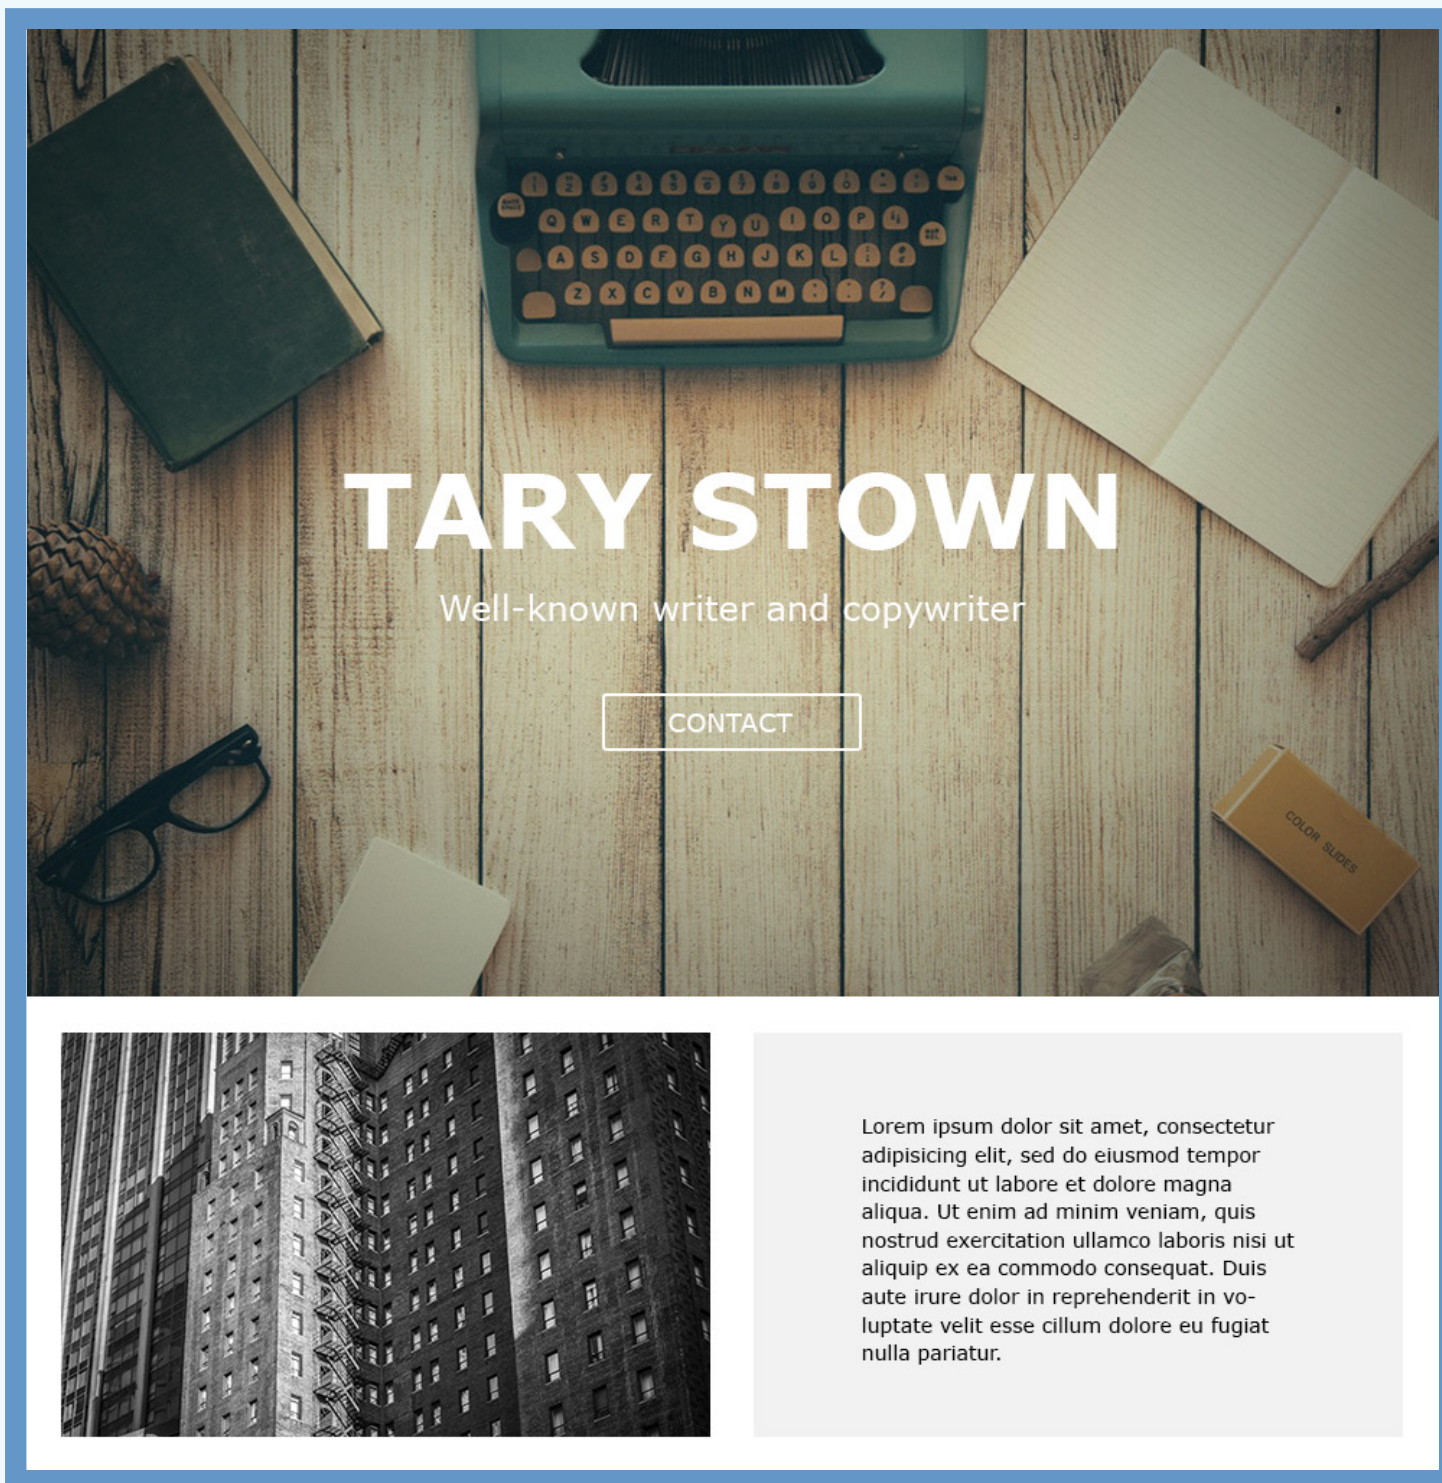 Q W E R T Y U I O P
A S D F G H J K L
Z X C V B N M
TARY STOWN
Well-known writer and copywriter
CONTACT
COLOR SLIDES
Lorem ipsum dolor sit amet, consectetur
adipisicing elit, sed do eiusmod tempor
incididunt ut labore et dolore magna
aliqua. Ut enim ad minim veniam, quis
nostrud exercitation ullamco laboris nisi ut
aliquip ex ea commodo consequat. Duis
aute irure dolor in reprehenderit in vo-
luptate velit esse cillum dolore eu fugiat
nulla pariatur.